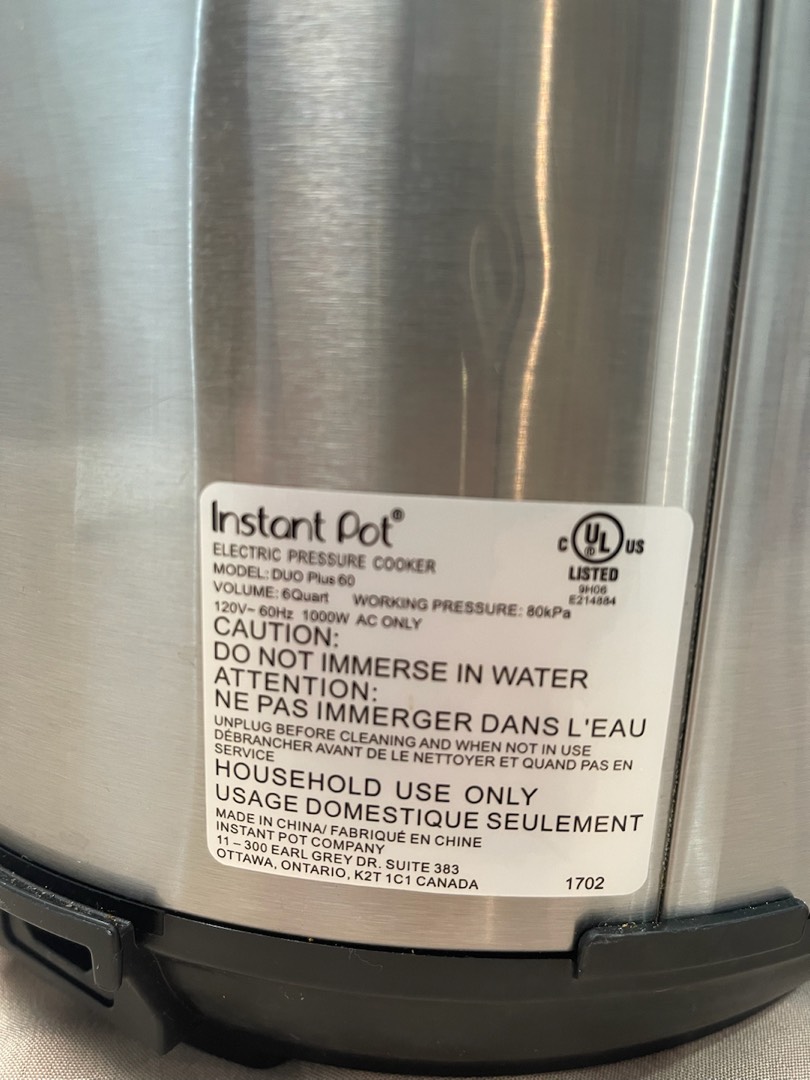 Instant Pot®
ELECTRIC PRESSURE COOKER
MODEL: DUO Plus 60
VOLUME: 6Quart WORKING PRESSURE: 80kPa
120V~ 60Hz 1000W AC ONLY
C UL ® US
LISTED
9H06
E214884
CAUTION:
DO NOT IMMERSE IN WATER
ATTENTION:
NE PAS IMMERGER DANS L'EAU
UNPLUG BEFORE CLEANING AND WHEN NOT IN USE
DÉBRANCHER AVANT DE LE NETTOYER ET QUAND PAS EN
SERVICE
HOUSEHOLD USE ONLY
USAGE DOMESTIQUE SEULEMENT
MADE IN CHINA/ FABRIQUÉ EN CHINE
INSTANT POT COMPANY
11 – 300 EARL GREY DR. SUITE 383
OTTAWA, ONTARIO, K2T 1C1 CANADA
1702